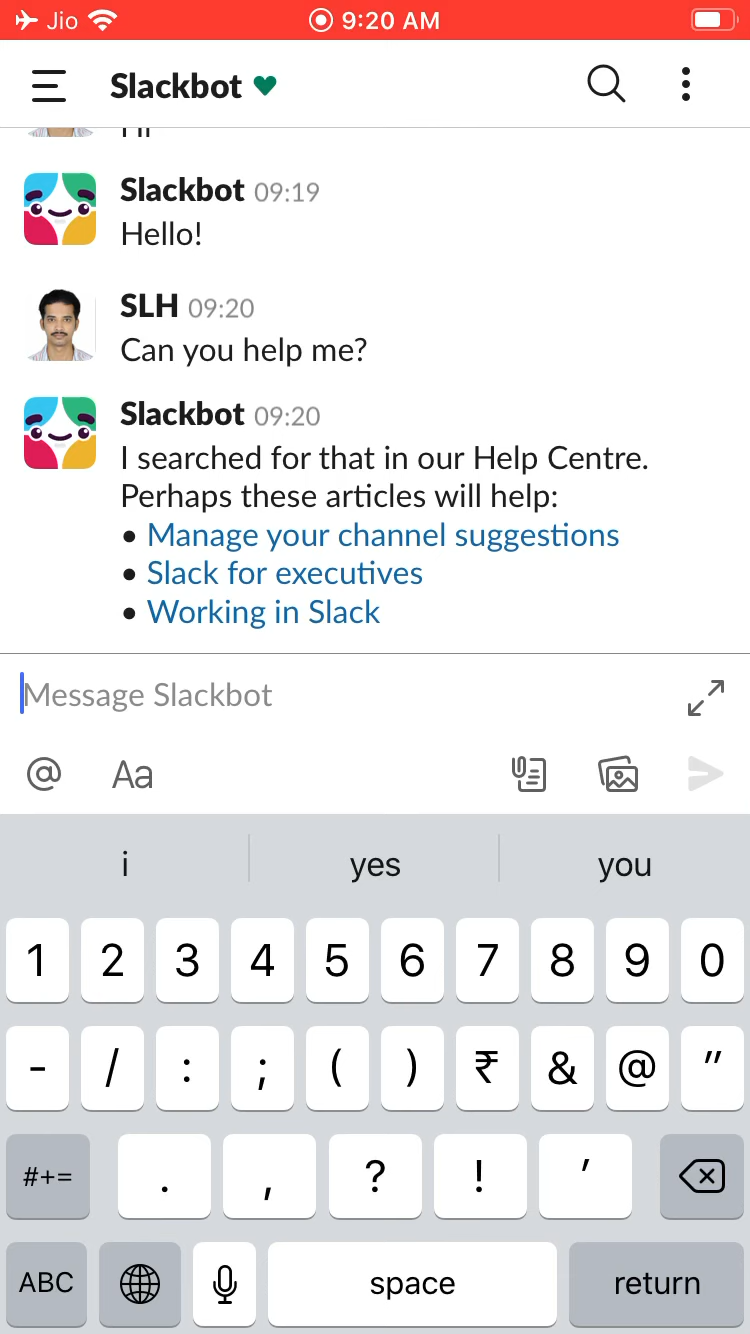 Jio 9:20 AM
Slackbot
Hi
Slackbot 09:19
Hello!
SLH 09:20
Can you help me?
Slackbot 09:20
I searched for that in our Help Centre.
Perhaps these articles will help:
• Manage your channel suggestions
• Slack for executives
• Working in Slack
Message Slackbot
@ Aa
i yes you
1 2 3 4 5 6 7 8 9 0
- / : ; ( ) ₹ & @ "
#+= . , ? ! '
ABC space return